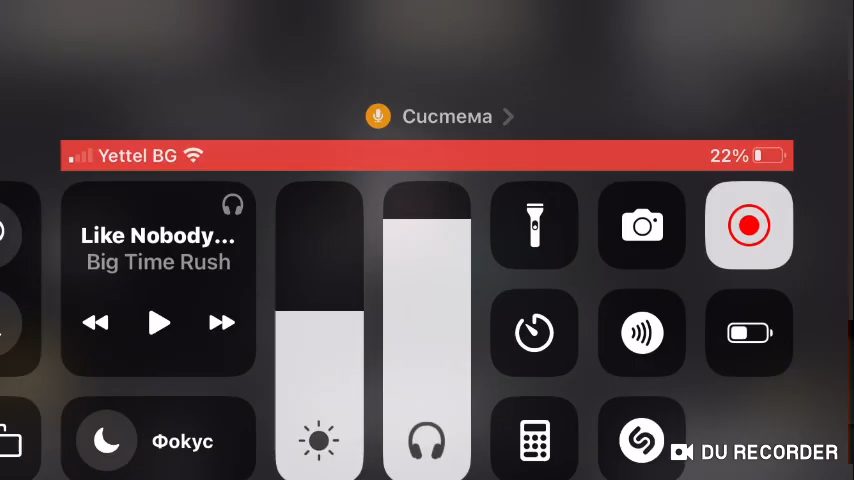 Система
Yettel BG
22%
Like Nobody...
Big Time Rush
Фокус
DU RECORDER